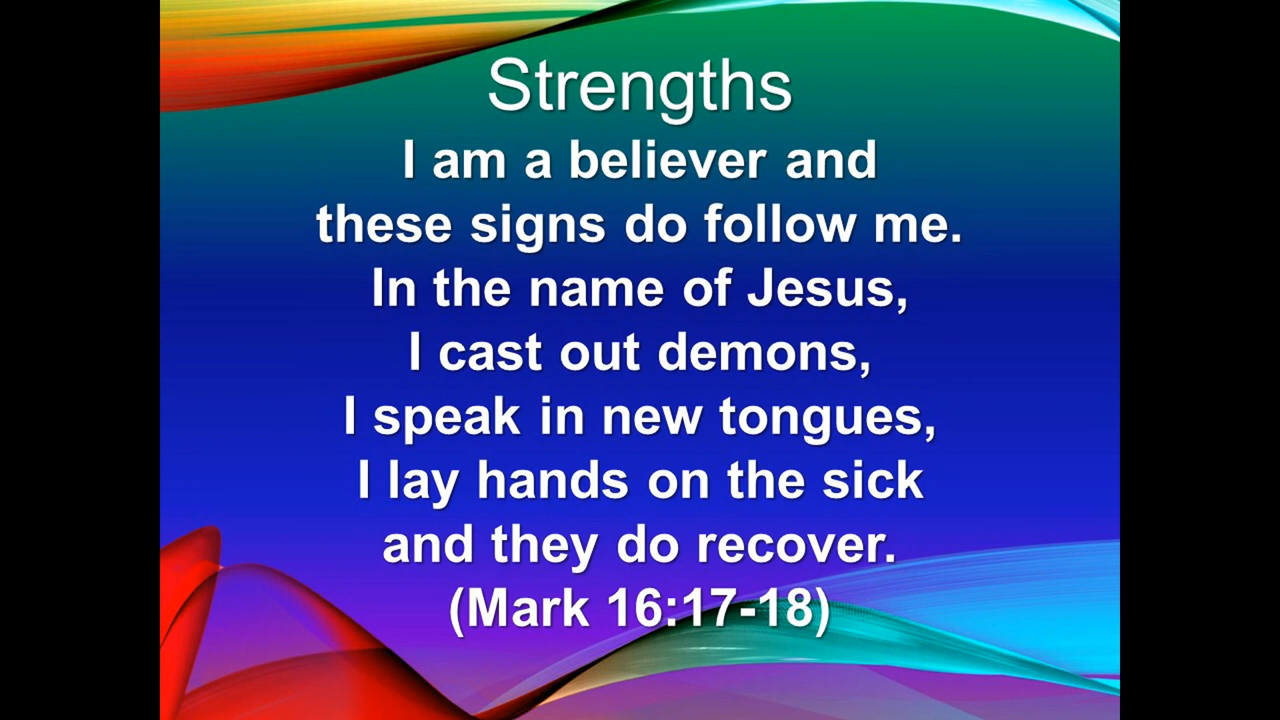 Strengths
I am a believer and
these signs do follow me.
In the name of Jesus,
I cast out demons,
I speak in new tongues,
I lay hands on the sick
and they do recover.
(Mark 16:17-18)